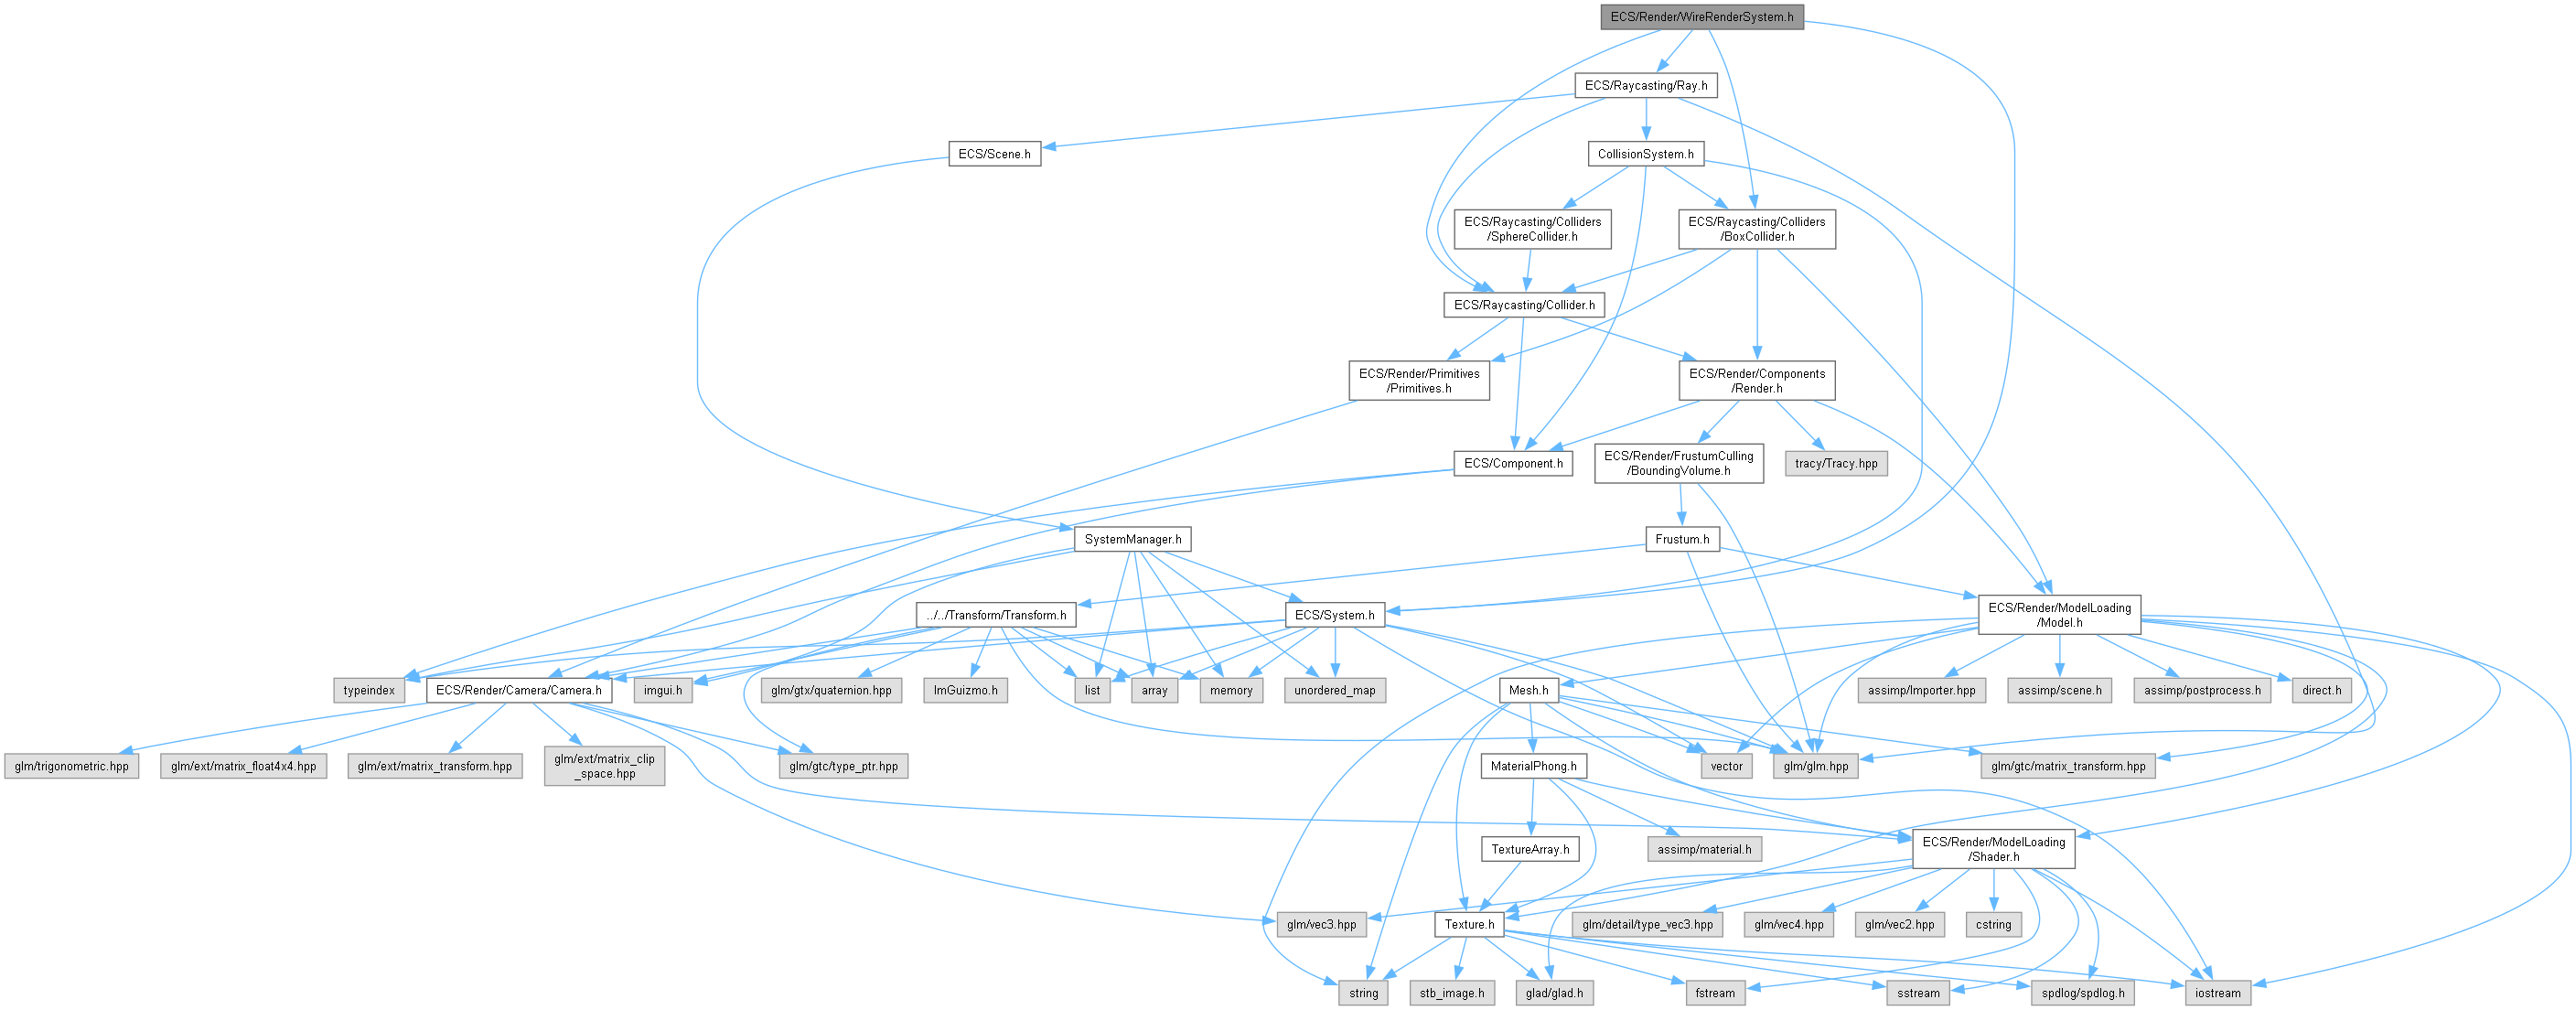 ECS/Render/WireRenderSystem.h
ECS/Raycasting/Ray.h
ECS/Scene.h
CollisionSystem.h
ECS/Raycasting/Colliders
/SphereCollider.h
ECS/Raycasting/Colliders
/BoxCollider.h
ECS/Raycasting/Collider.h
ECS/Render/Primitives
/Primitives.h
ECS/Render/Components
/Render.h
ECS/Component.h
ECS/Render/FrustumCulling
/BoundingVolume.h
tracy/Tracy.hpp
SystemManager.h
Frustum.h
../../Transform/Transform.h
ECS/System.h
ECS/Render/ModelLoading
/Model.h
typeindex
ECS/Render/Camera/Camera.h
imgui.h
glm/gtx/quaternion.hpp
ImGuizmo.h
list
array
memory
unordered_map
Mesh.h
assimp/Importer.hpp
assimp/scene.h
assimp/postprocess.h
direct.h
glm/trigonometric.hpp
glm/ext/matrix_float4x4.hpp
glm/ext/matrix_transform.hpp
glm/ext/matrix_clip
_space.hpp
glm/gtc/type_ptr.hpp
MaterialPhong.h
vector
glm/glm.hpp
glm/gtc/matrix_transform.hpp
TextureArray.h
assimp/material.h
ECS/Render/ModelLoading
/Shader.h
glm/vec3.hpp
Texture.h
glm/detail/type_vec3.hpp
glm/vec4.hpp
glm/vec2.hpp
cstring
string
stb_image.h
glad/glad.h
fstream
sstream
spdlog/spdlog.h
iostream